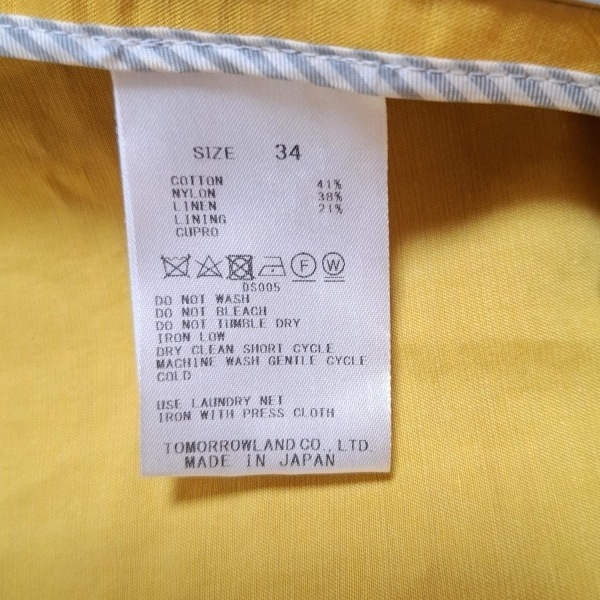 SIZE 34
COTTON 41%
NYLON 38%
LINEN 21%
LINING
CUPRO
F W
DS005
DO NOT WASH
DO NOT BLEACH
DO NOT TUMBLE DRY
IRON LOW
DRY CLEAN SHORT CYCLE
MACHINE WASH GENTLE CYCLE
COLD
USE LAUNDRY NET
IRON WITH PRESS CLOTH
TOMORROWLAND CO., LTD.
MADE IN JAPAN